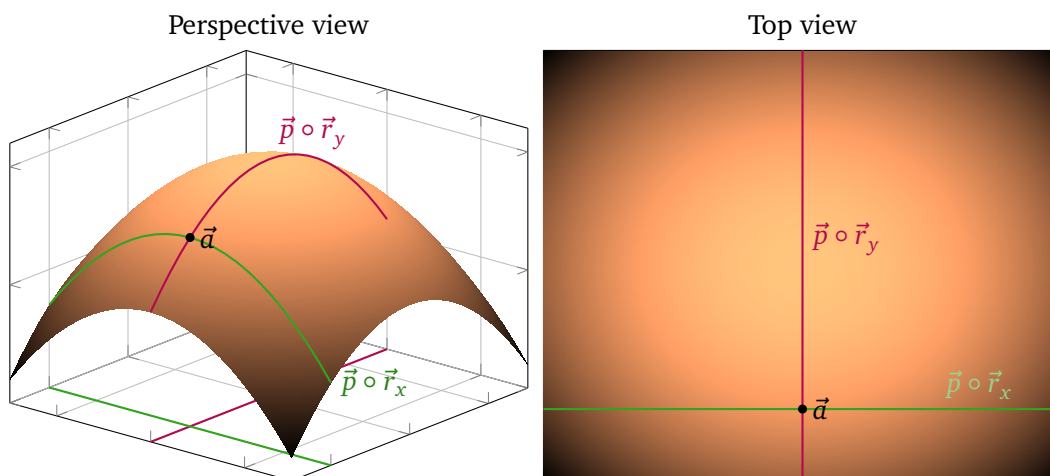 Perspective view
p⃗ ∘ r⃗_y
a⃗
p⃗ ∘ r⃗_x
Top view
p⃗ ∘ r⃗_y
p⃗ ∘ r⃗_x
a⃗